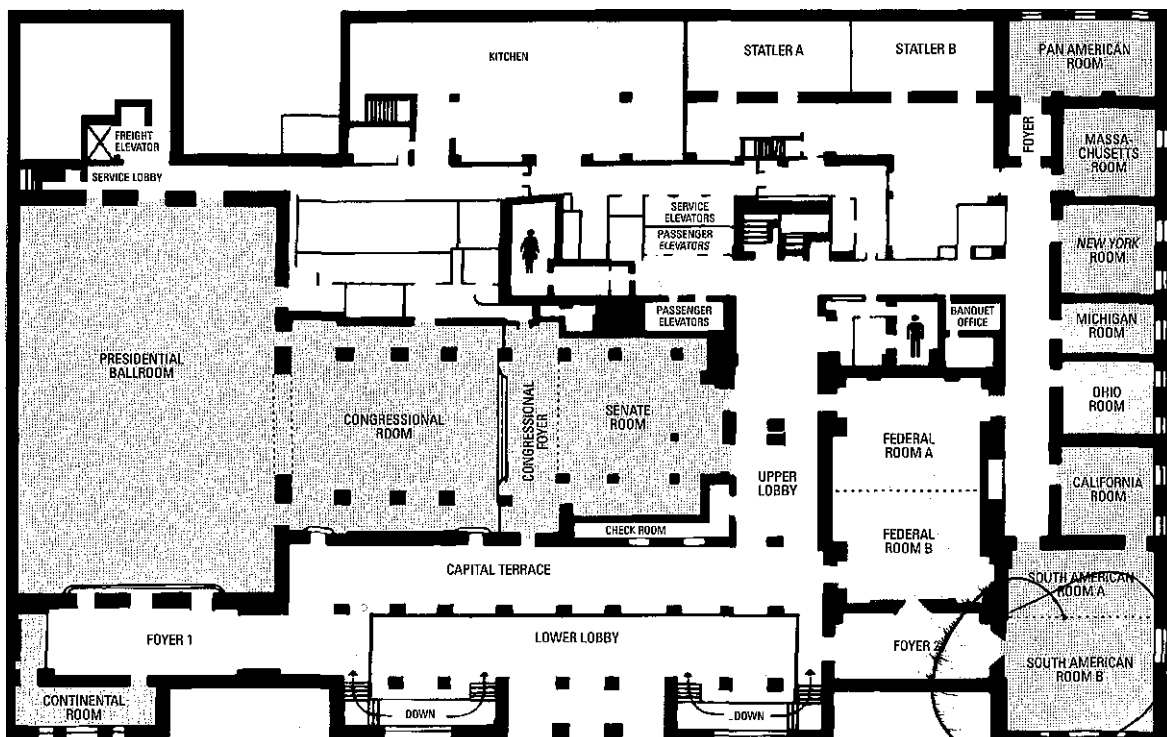 KITCHEN
STATLER A
STATLER B
PAN AMERICAN
ROOM
FREIGHT
ELEVATOR
FOYER
MASSA-
CHUSETTS
ROOM
SERVICE LOBBY
SERVICE
ELEVATORS
PASSENGER
ELEVATORS
NEW YORK
ROOM
PASSENGER
ELEVATORS
BANQUET
OFFICE
MICHIGAN
ROOM
PRESIDENTIAL
BALLROOM
CONGRESSIONAL
ROOM
CONGRESSIONAL
FOYER
SENATE
ROOM
OHIO
ROOM
FEDERAL
ROOM A
UPPER
LOBBY
CALIFORNIA
ROOM
CHECK ROOM
FEDERAL
ROOM B
CAPITAL TERRACE
SOUTH AMERICAN
ROOM A
FOYER 1
LOWER LOBBY
FOYER 2
SOUTH AMERICAN
ROOM B
CONTINENTAL
ROOM
DOWN
DOWN